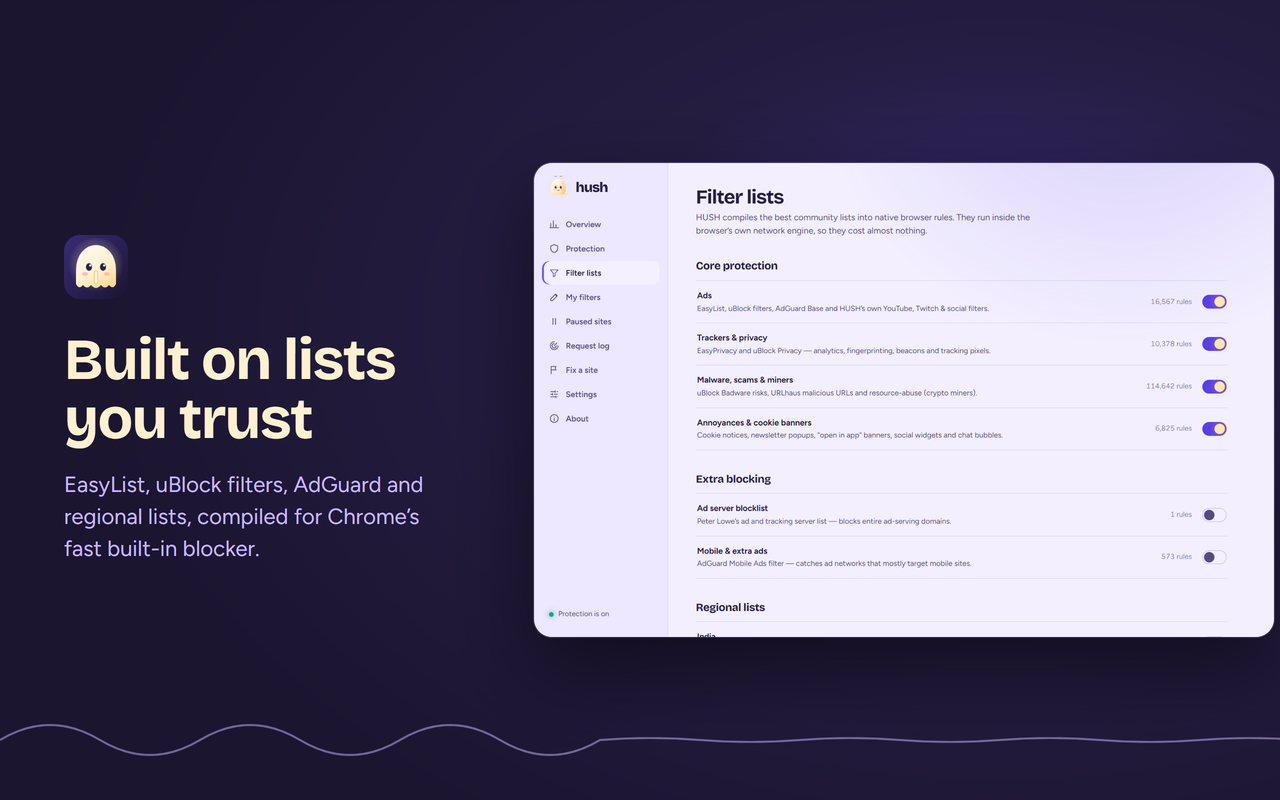 Built on lists
you trust
EasyList, uBlock filters, AdGuard and
regional lists, compiled for Chrome’s
fast built-in blocker.
hush
Overview
Protection
Filter lists
My filters
Paused sites
Request log
Fix a site
Settings
About
Protection is on
Filter lists
HUSH compiles the best community lists into native browser rules. They run inside the
browser’s own network engine, so they cost almost nothing.
Core protection
Ads
EasyList, uBlock filters, AdGuard Base and HUSH’s own YouTube, Twitch & social filters.
16,567 rules
Trackers & privacy
EasyPrivacy and uBlock Privacy — analytics, fingerprinting, beacons and tracking pixels.
10,378 rules
Malware, scams & miners
uBlock Badware risks, URLhaus malicious URLs and resource-abuse (crypto miners).
114,642 rules
Annoyances & cookie banners
Cookie notices, newsletter popups, “open in app” banners, social widgets and chat bubbles.
6,825 rules
Extra blocking
Ad server blocklist
Peter Lowe’s ad and tracking server list — blocks entire ad-serving domains.
1 rules
Mobile & extra ads
AdGuard Mobile Ads filter — catches ad networks that mostly target mobile sites.
573 rules
Regional lists
India